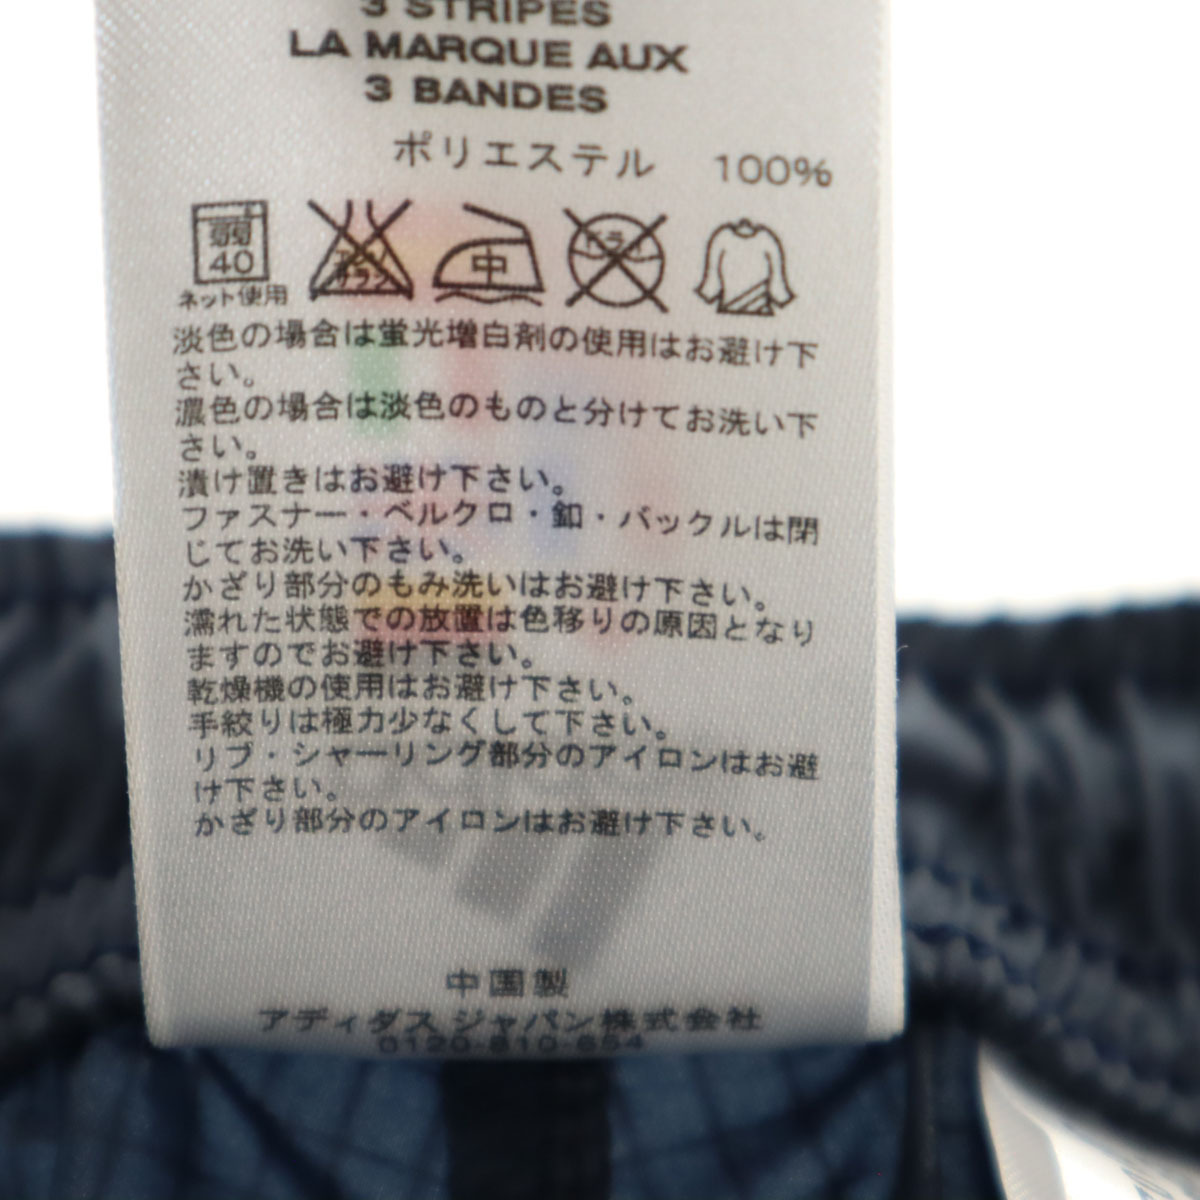 3 STRIPES
LA MARQUE AUX
3 BANDES
ポリエステル 100%
弱 40 エンソサラシ 中 ドライ
ネット使用
淡色の場合は蛍光増白剤の使用はお避け下
さい。
濃色の場合は淡色のものと分けてお洗い下
さい。
漬け置きはお避け下さい。
ファスナー・ベルクロ・釦・バックルは閉
じてお洗い下さい。
かざり部分のもみ洗いはお避け下さい。
濡れた状態での放置は色移りの原因となり
ますのでお避け下さい。
乾燥機の使用はお避け下さい。
手絞りは極力少なくして下さい。
リブ・シャーリング部分のアイロンはお避
け下さい。
かざり部分のアイロンはお避け下さい。
中国製
アディダス ジャパン株式会社
0120-810-654